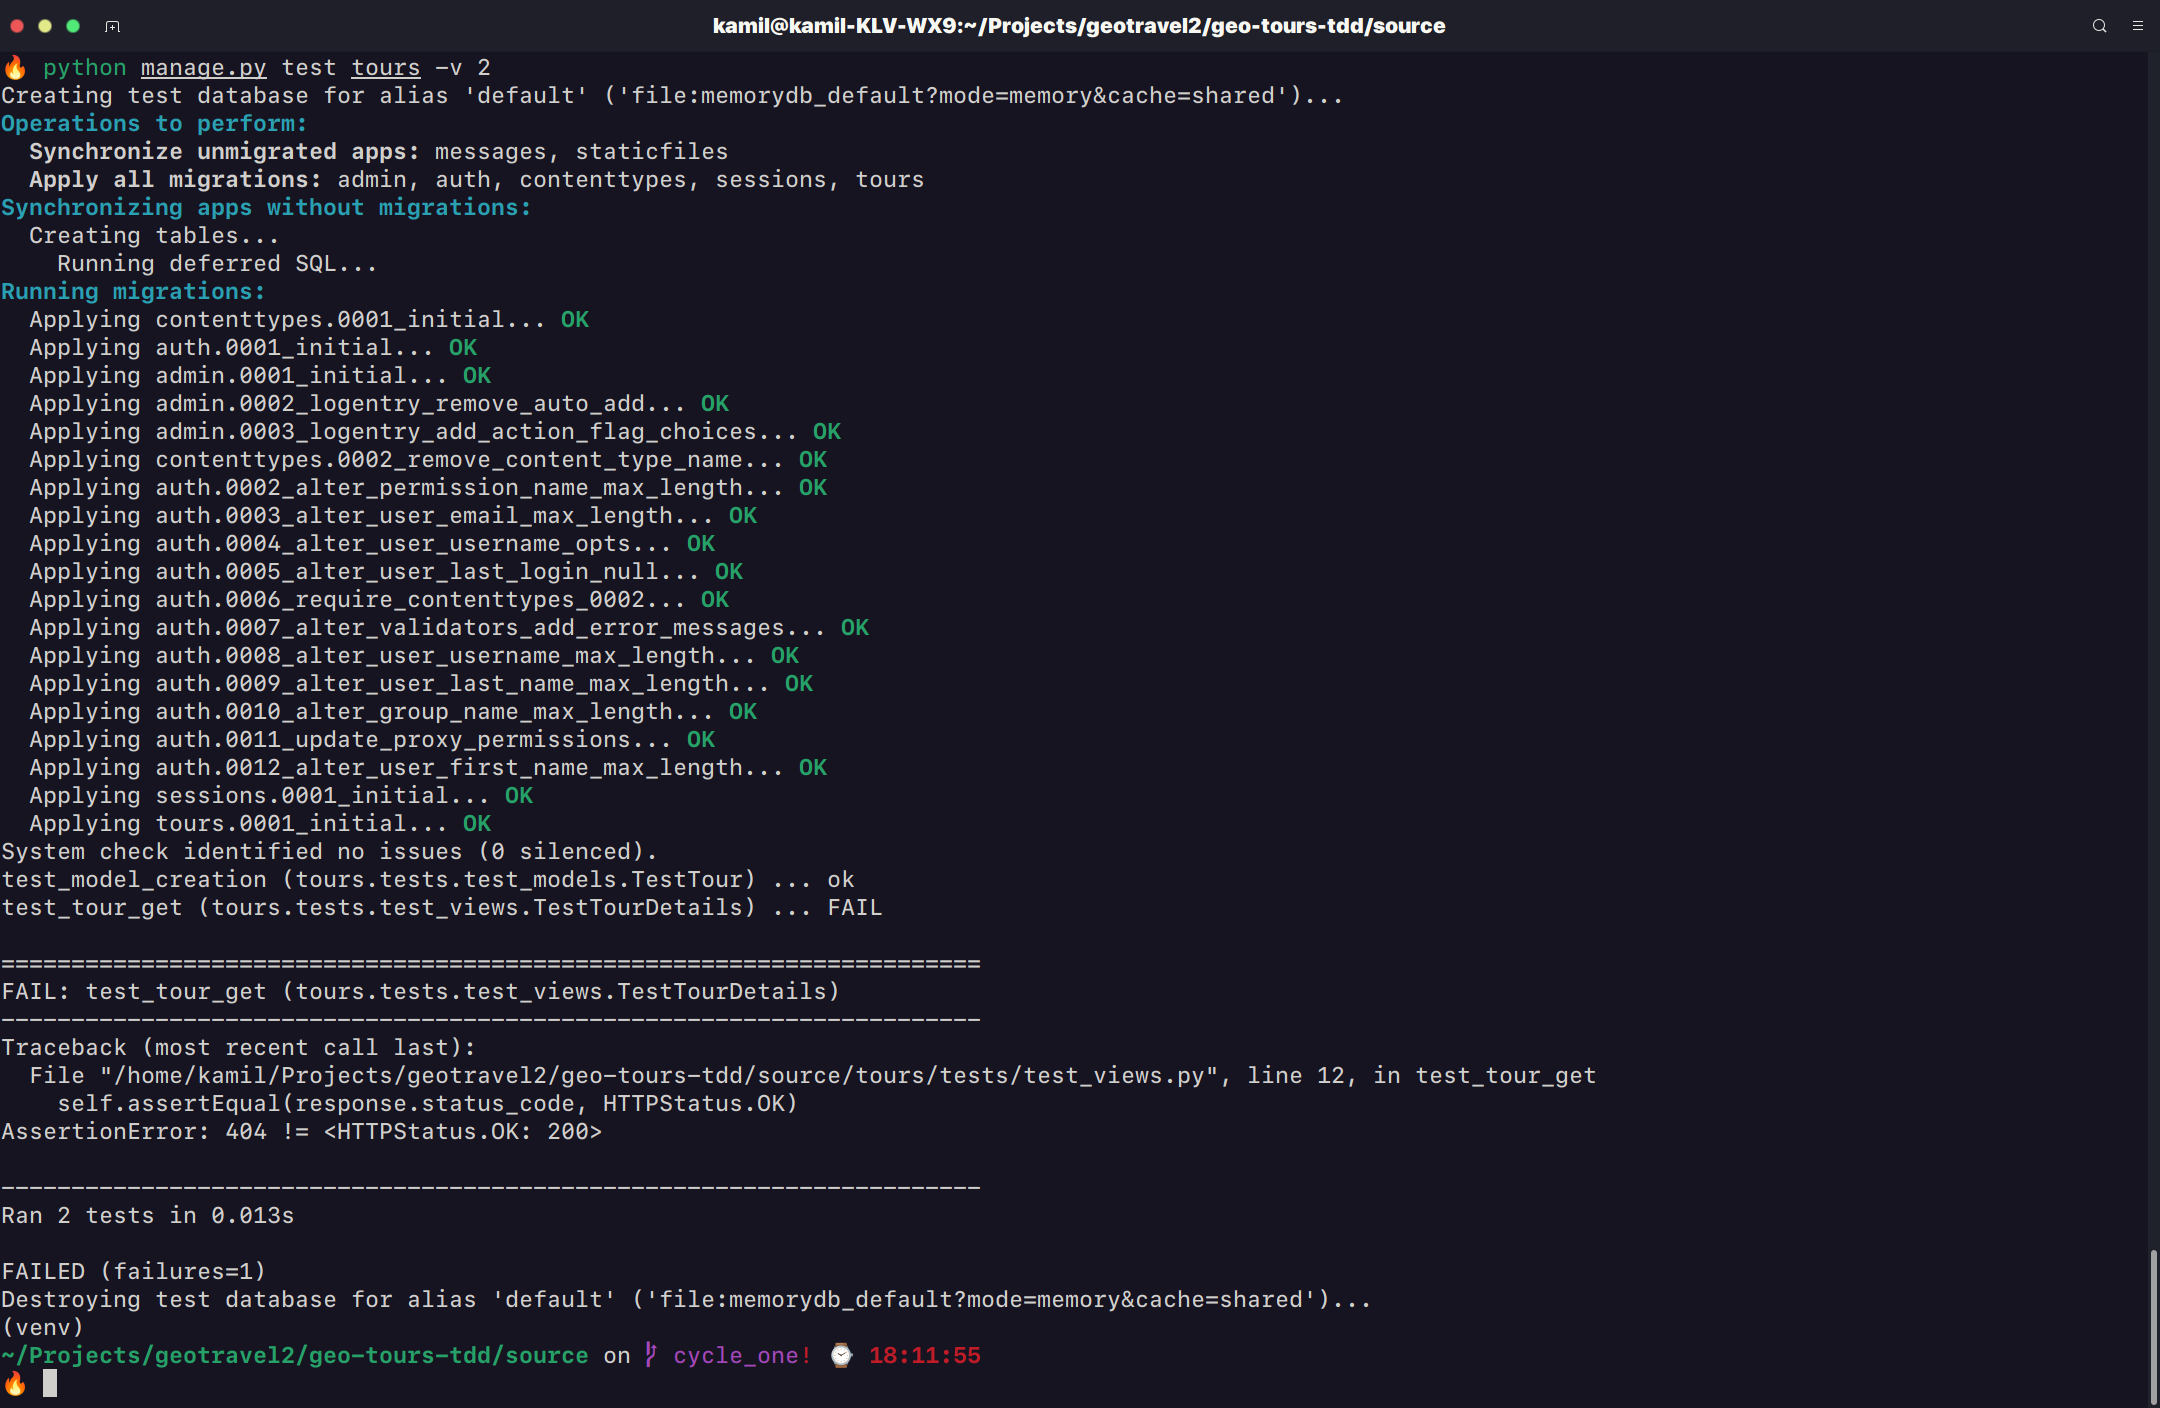 kamil@kamil-KLV-WX9:~/Projects/geotravel2/geo-tours-tdd/source
🔥 python manage.py test tours -v 2
Creating test database for alias 'default' ('file:memorydb_default?mode=memory&cache=shared')...
Operations to perform:
  Synchronize unmigrated apps: messages, staticfiles
  Apply all migrations: admin, auth, contenttypes, sessions, tours
Synchronizing apps without migrations:
  Creating tables...
    Running deferred SQL...
Running migrations:
  Applying contenttypes.0001_initial... OK
  Applying auth.0001_initial... OK
  Applying admin.0001_initial... OK
  Applying admin.0002_logentry_remove_auto_add... OK
  Applying admin.0003_logentry_add_action_flag_choices... OK
  Applying contenttypes.0002_remove_content_type_name... OK
  Applying auth.0002_alter_permission_name_max_length... OK
  Applying auth.0003_alter_user_email_max_length... OK
  Applying auth.0004_alter_user_username_opts... OK
  Applying auth.0005_alter_user_last_login_null... OK
  Applying auth.0006_require_contenttypes_0002... OK
  Applying auth.0007_alter_validators_add_error_messages... OK
  Applying auth.0008_alter_user_username_max_length... OK
  Applying auth.0009_alter_user_last_name_max_length... OK
  Applying auth.0010_alter_group_name_max_length... OK
  Applying auth.0011_update_proxy_permissions... OK
  Applying auth.0012_alter_user_first_name_max_length... OK
  Applying sessions.0001_initial... OK
  Applying tours.0001_initial... OK
System check identified no issues (0 silenced).
test_model_creation (tours.tests.test_models.TestTour) ... ok
test_tour_get (tours.tests.test_views.TestTourDetails) ... FAIL
======================================================================
FAIL: test_tour_get (tours.tests.test_views.TestTourDetails)
----------------------------------------------------------------------
Traceback (most recent call last):
  File "/home/kamil/Projects/geotravel2/geo-tours-tdd/source/tours/tests/test_views.py", line 12, in test_tour_get
    self.assertEqual(response.status_code, HTTPStatus.OK)
AssertionError: 404 != <HTTPStatus.OK: 200>
----------------------------------------------------------------------
Ran 2 tests in 0.013s
FAILED (failures=1)
Destroying test database for alias 'default' ('file:memorydb_default?mode=memory&cache=shared')...
(venv)
~/Projects/geotravel2/geo-tours-tdd/source on cycle_one! ⌚ 18:11:55
🔥